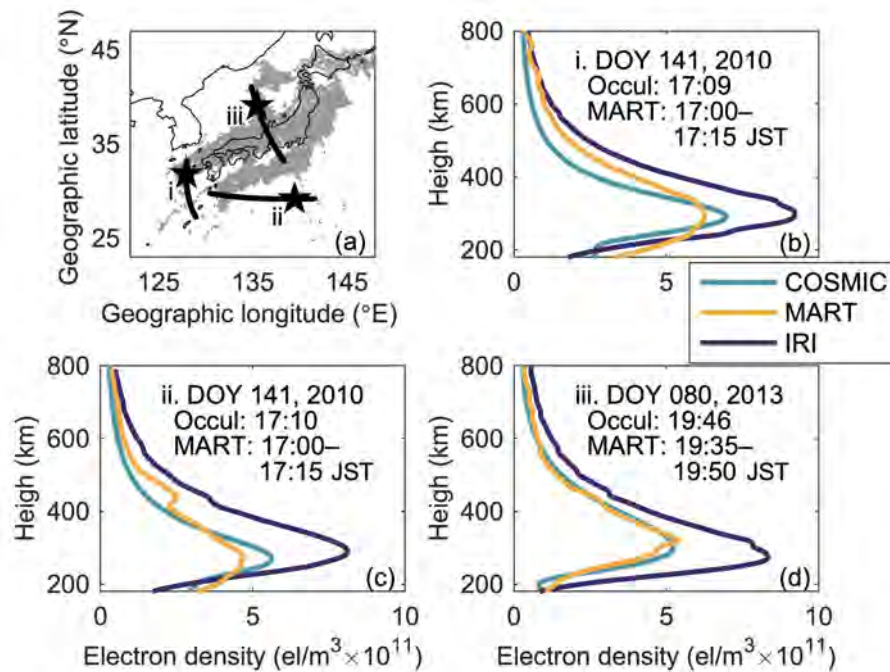 Geographic latitude (°N)
45
35
25
iii
i
ii
(a)
125
135
145
Geographic longitude (°E)
Heigh (km)
800
600
400
200
i. DOY 141, 2010
Occul: 17:09
MART: 17:00–
17:15 JST
(b)
0
5
COSMIC
MART
IRI
Heigh (km)
800
600
400
200
ii. DOY 141, 2010
Occul: 17:10
MART: 17:00–
17:15 JST
(c)
0
5
10
Electron density (el/m³×10¹¹)
Heigh (km)
800
600
400
200
iii. DOY 080, 2013
Occul: 19:46
MART: 19:35–
19:50 JST
(d)
0
5
10
Electron density (el/m³×10¹¹)